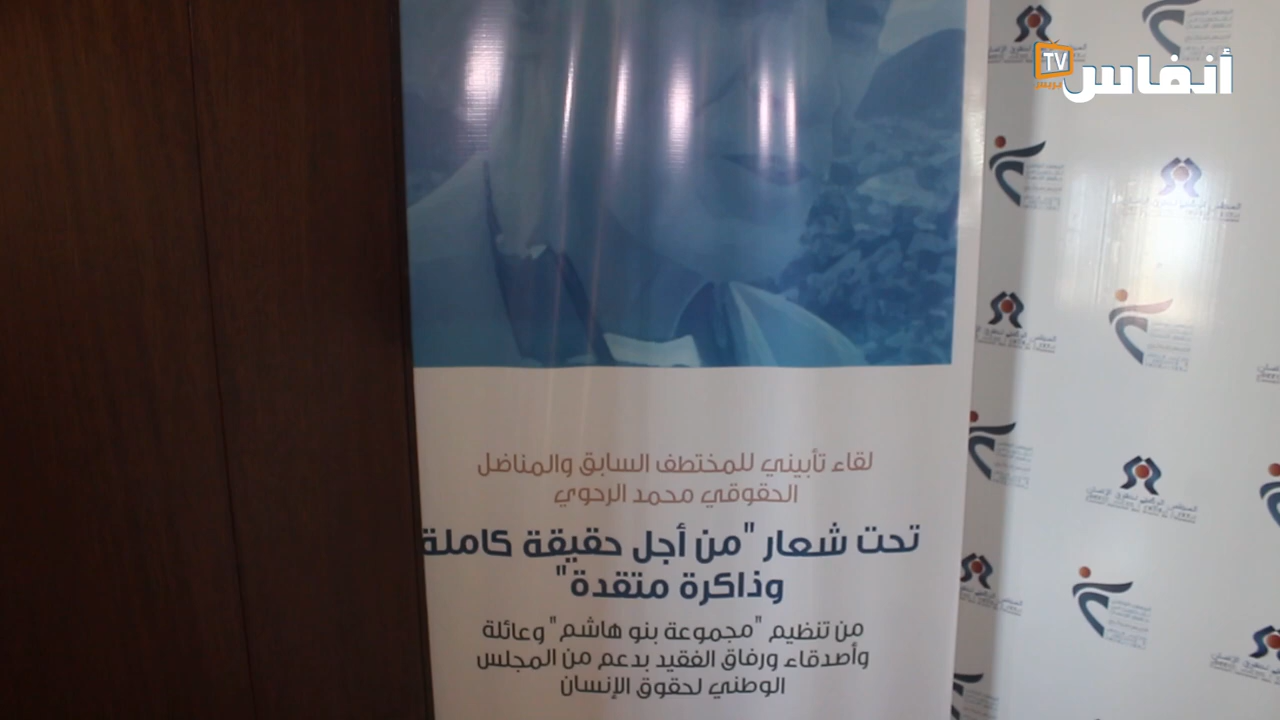 أنفاس
TV
بريس
لقاء تأبيني للمختطف السابق والمناضل
الحقوقي محمد الرحوي
تحت شعار "من أجل حقيقة كاملة
وذاكرة متقدة"
من تنظيم "مجموعة بنو هاشم" وعائلة
وأصدقاء ورفاق الفقيد بدعم من المجلس
الوطني لحقوق الإنسان